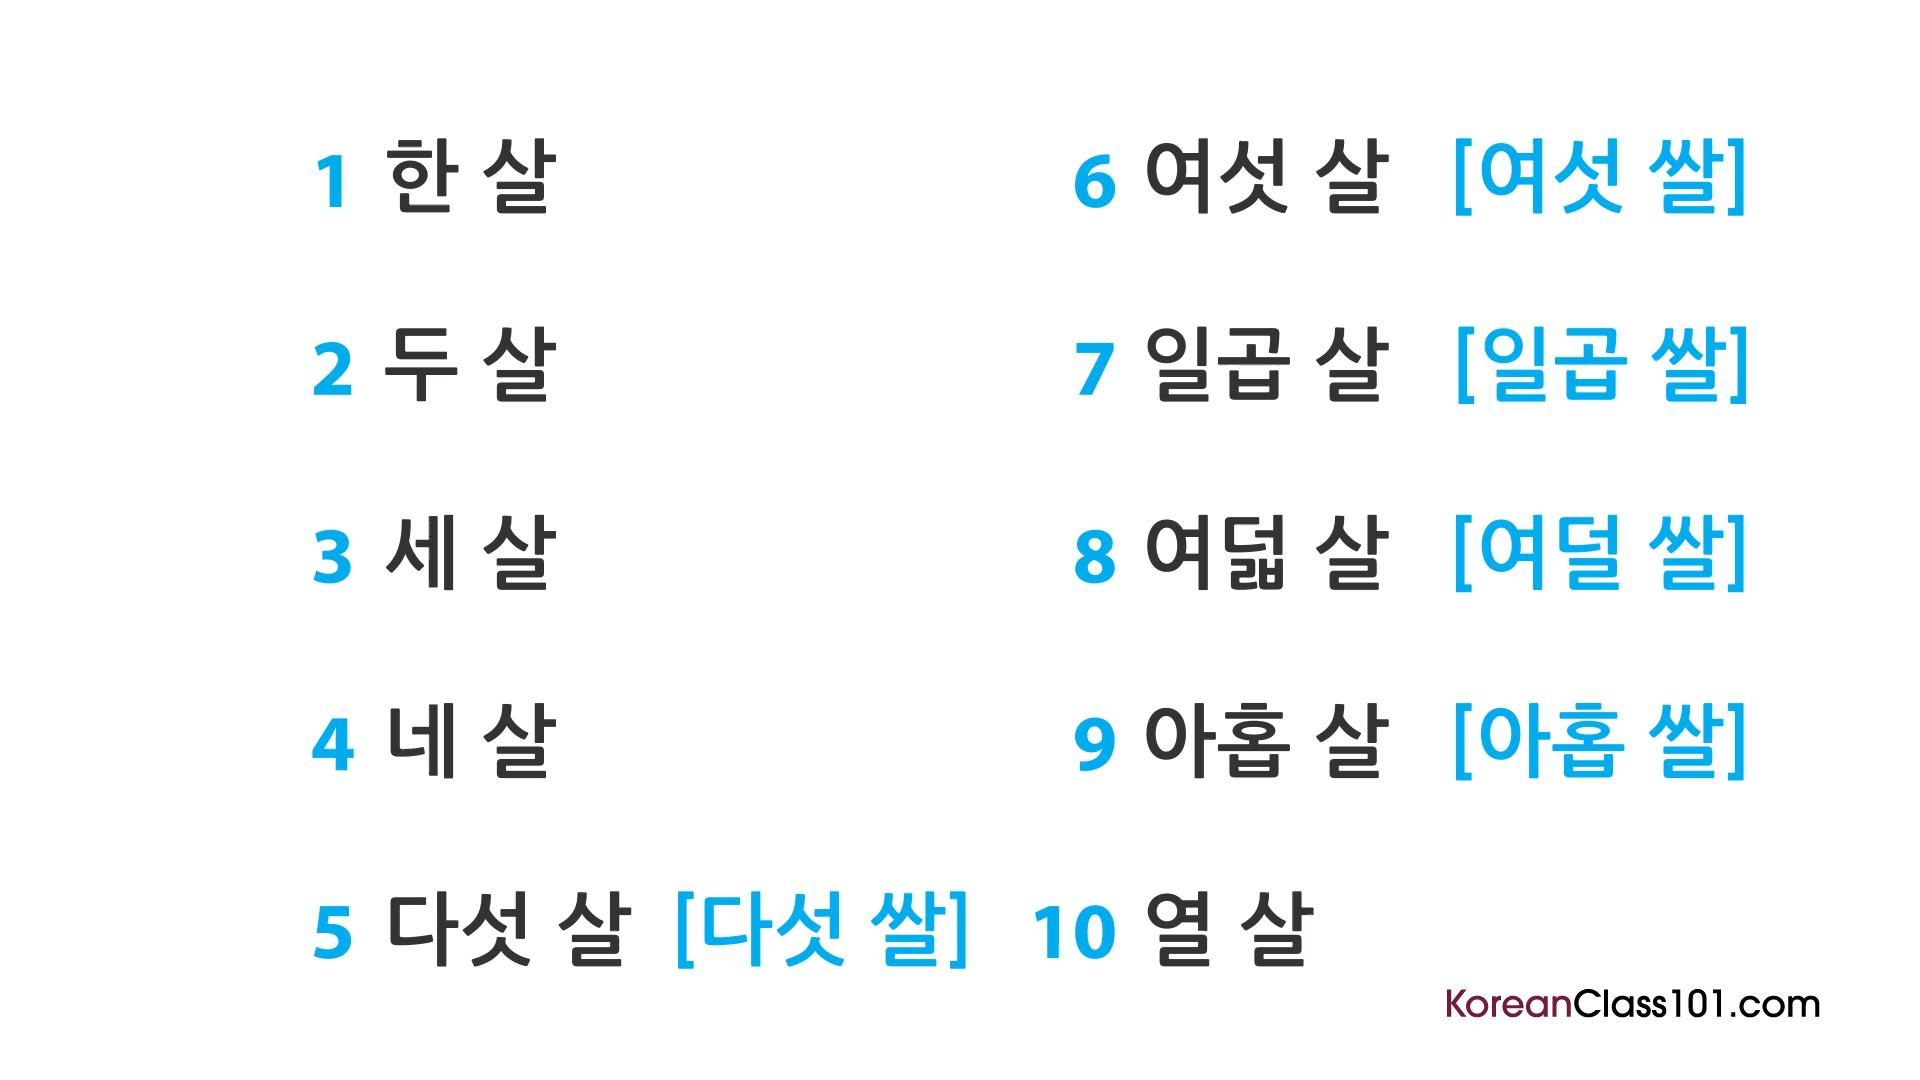 1 한 살
2 두 살
3 세 살
4 네 살
5 다섯 살 [다섯 쌀]
6 여섯 살 [여섯 쌀]
7 일곱 살 [일곱 쌀]
8 여덟 살 [여덜 쌀]
9 아홉 살 [아홉 쌀]
10 열 살
KoreanClass101.com